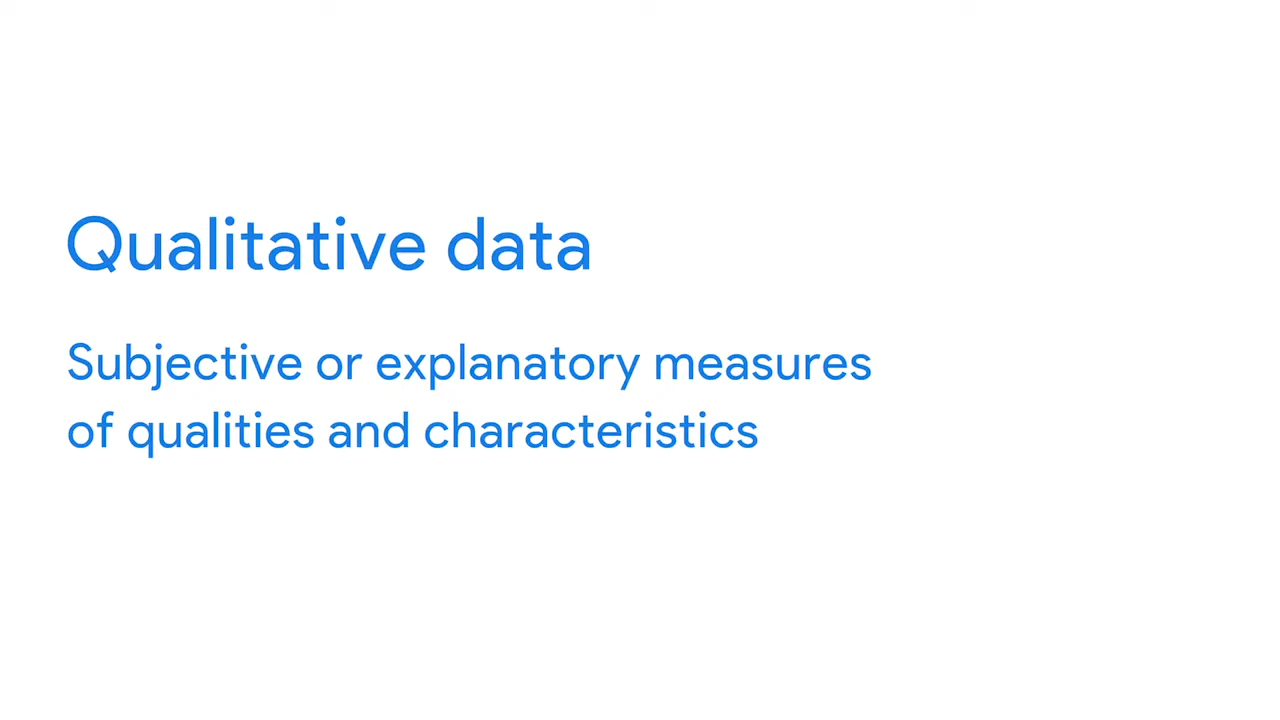 Qualitative data
Subjective or explanatory measures
of qualities and characteristics